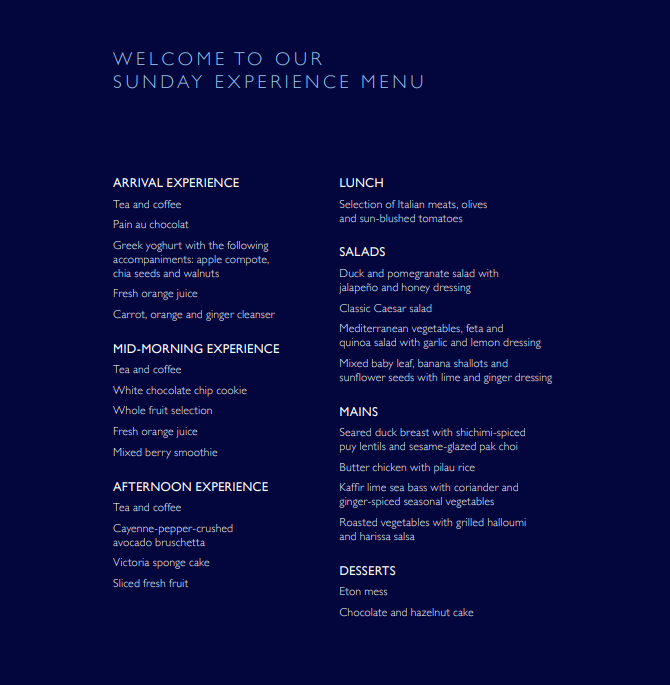 WELCOME TO OUR
SUNDAY EXPERIENCE MENU
ARRIVAL EXPERIENCE
Tea and coffee
Pain au chocolat
Greek yoghurt with the following
accompaniments: apple compote,
chia seeds and walnuts
Fresh orange juice
Carrot, orange and ginger cleanser
MID-MORNING EXPERIENCE
Tea and coffee
White chocolate chip cookie
Whole fruit selection
Fresh orange juice
Mixed berry smoothie
AFTERNOON EXPERIENCE
Tea and coffee
Cayenne-pepper-crushed
avocado bruschetta
Victoria sponge cake
Sliced fresh fruit
LUNCH
Selection of Italian meats, olives
and sun-blushed tomatoes
SALADS
Duck and pomegranate salad with
jalapeño and honey dressing
Classic Caesar salad
Mediterranean vegetables, feta and
quinoa salad with garlic and lemon dressing
Mixed baby leaf, banana shallots and
sunflower seeds with lime and ginger dressing
MAINS
Seared duck breast with shichimi-spiced
puy lentils and sesame-glazed pak choi
Butter chicken with pilau rice
Kaffir lime sea bass with coriander and
ginger-spiced seasonal vegetables
Roasted vegetables with grilled halloumi
and harissa salsa
DESSERTS
Eton mess
Chocolate and hazelnut cake